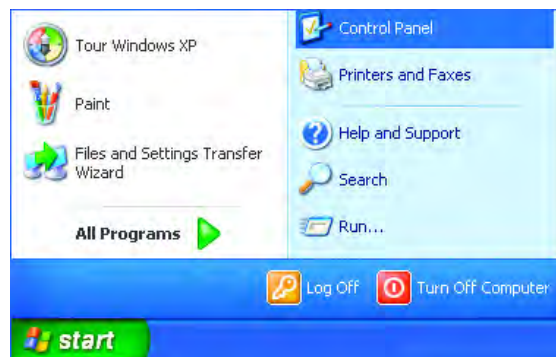 Tour Windows XP
Paint
Files and Settings Transfer
Wizard
All Programs
Control Panel
Printers and Faxes
Help and Support
Search
Run...
Log Off
Turn Off Computer
start